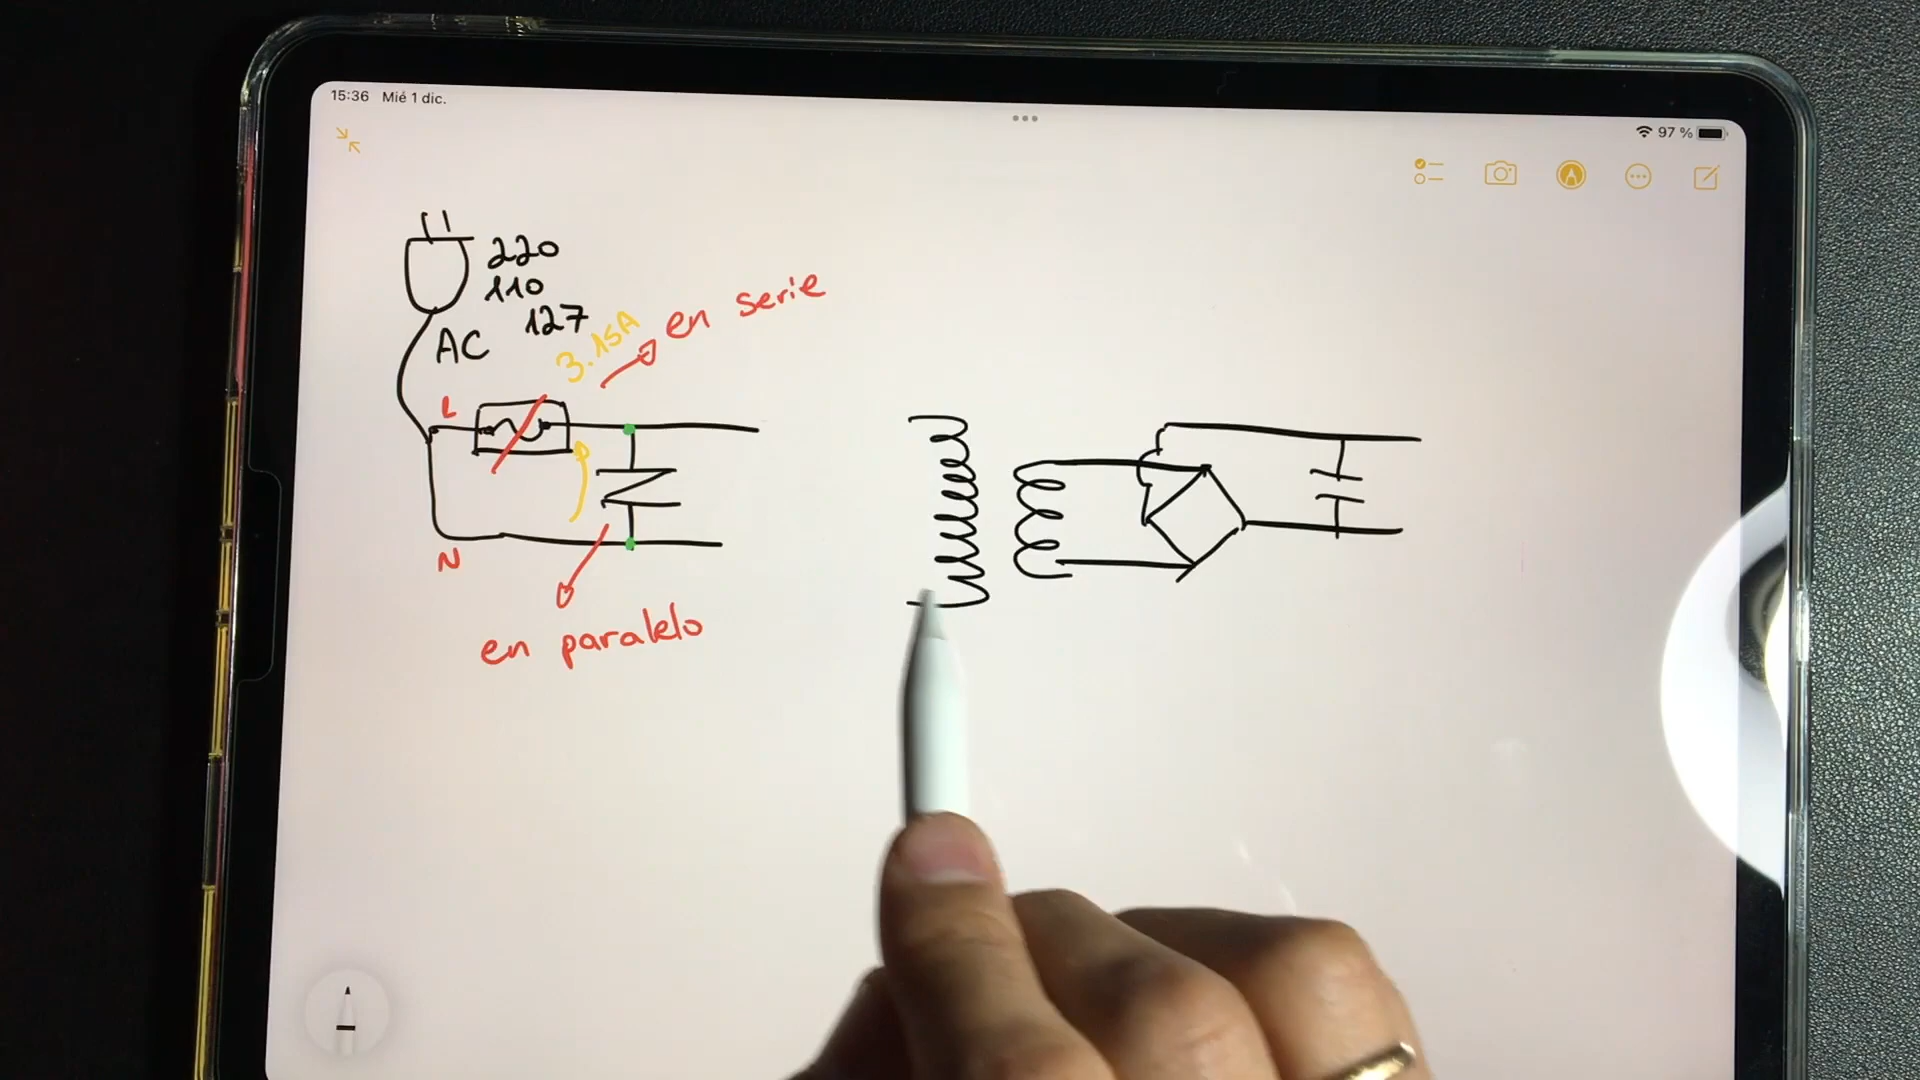 15:36 Mié 1 dic.
97 %
220
110
127
AC
3.15A
en serie
L
N
en paralelo